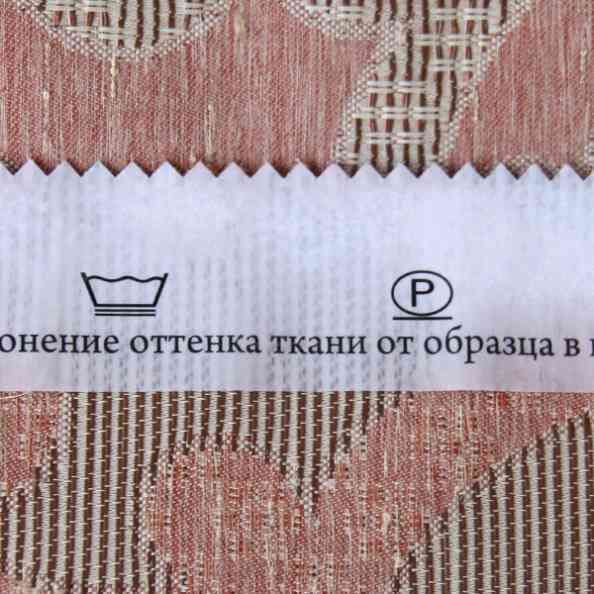 P
онение оттенка ткани от образца в